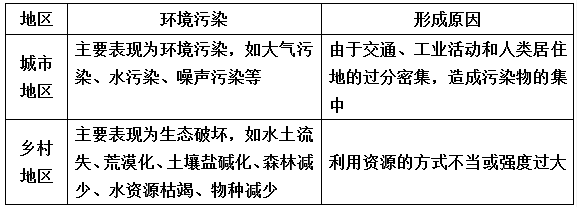 地区 环境污染 形成原因
城市地区 主要表现为环境污染，如大气污染、水污染、噪声污染等 由于交通、工业活动和人类居住地的过分密集，造成污染物的集中
乡村地区 主要表现为生态破坏，如水土流失、荒漠化、土壤盐碱化、森林减少、水资源枯竭、物种减少 利用资源的方式不当或强度过大